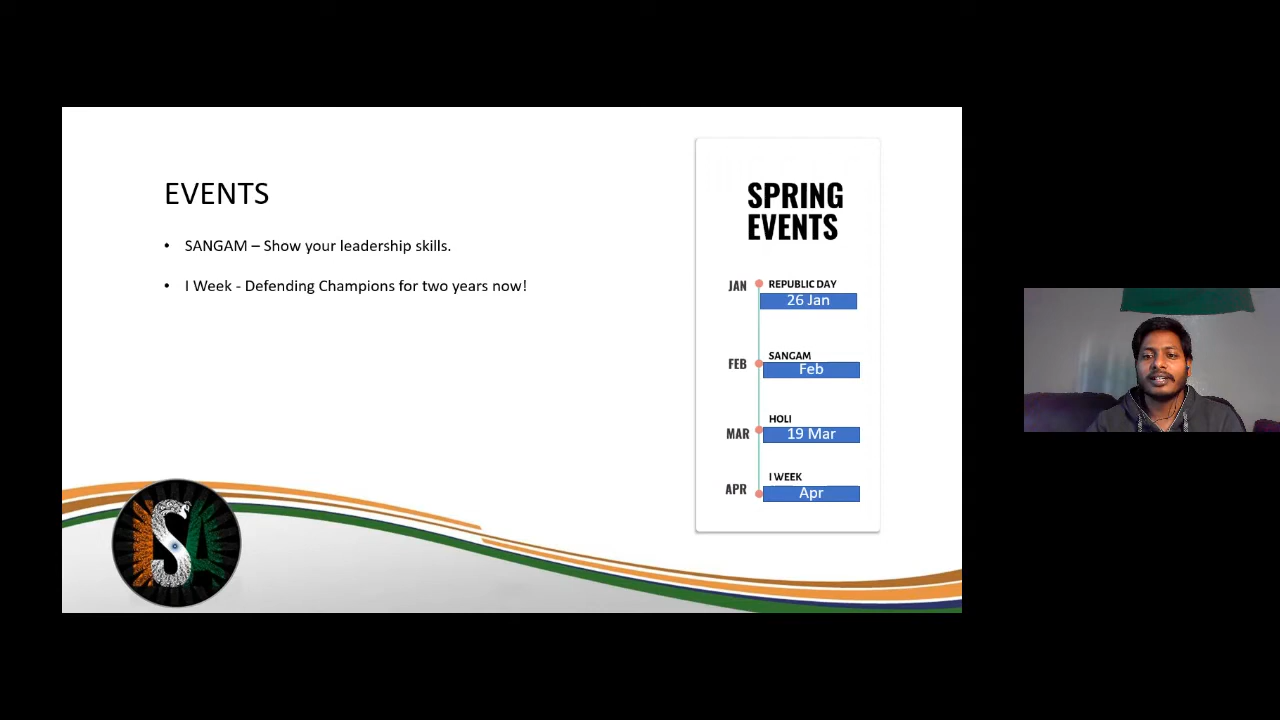 EVENTS
• SANGAM – Show your leadership skills.
• I Week - Defending Champions for two years now!
SPRING
EVENTS
JAN REPUBLIC DAY
26 Jan
FEB SANGAM
Feb
MAR HOLI
19 Mar
APR I WEEK
Apr
ISA